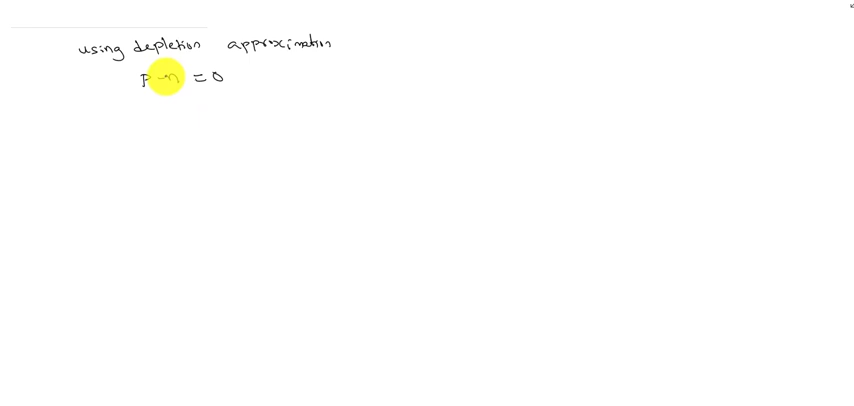 using depletion approximation
p-n = 0